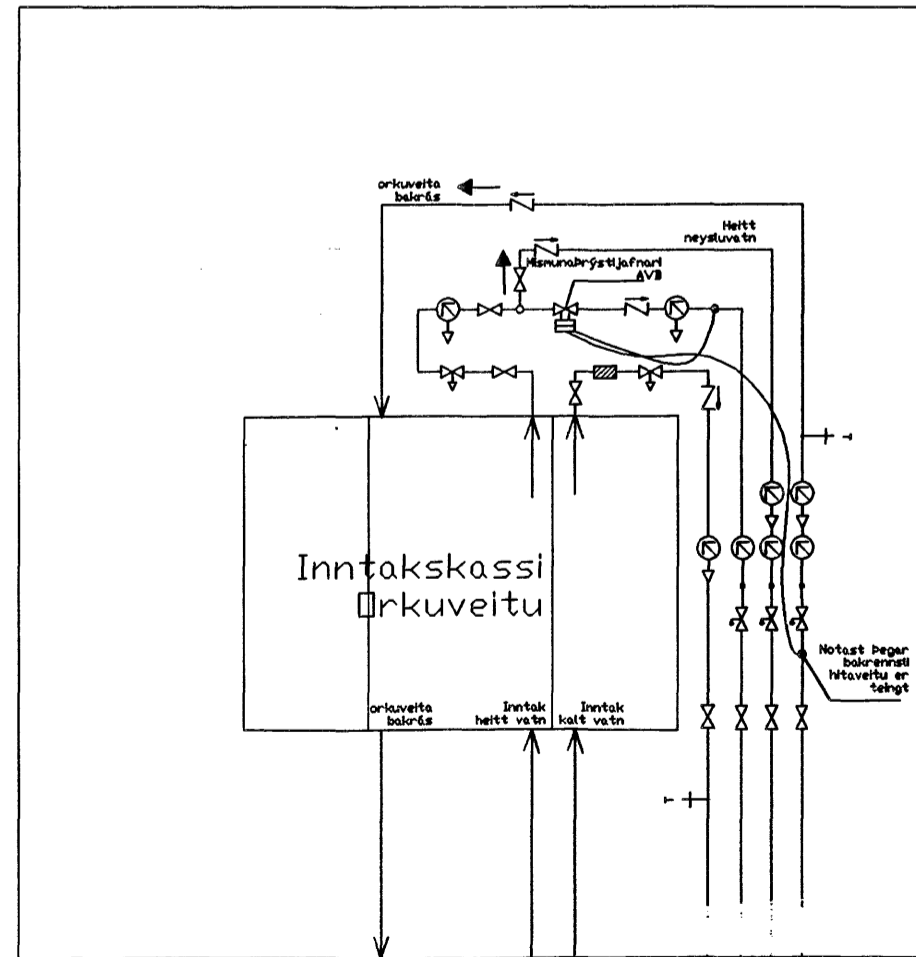 orkuveita
bakrás
Heitt
neysluvatn
Mismunaþrýstijafnari
AVD
T
Inntakskassi
Orkuveitu
Notast þegar
bakrennsli
hitaveitu er
teingt
orkuveita
bakrás
Inntak
heitt vatn
Inntak
kalt vatn
T